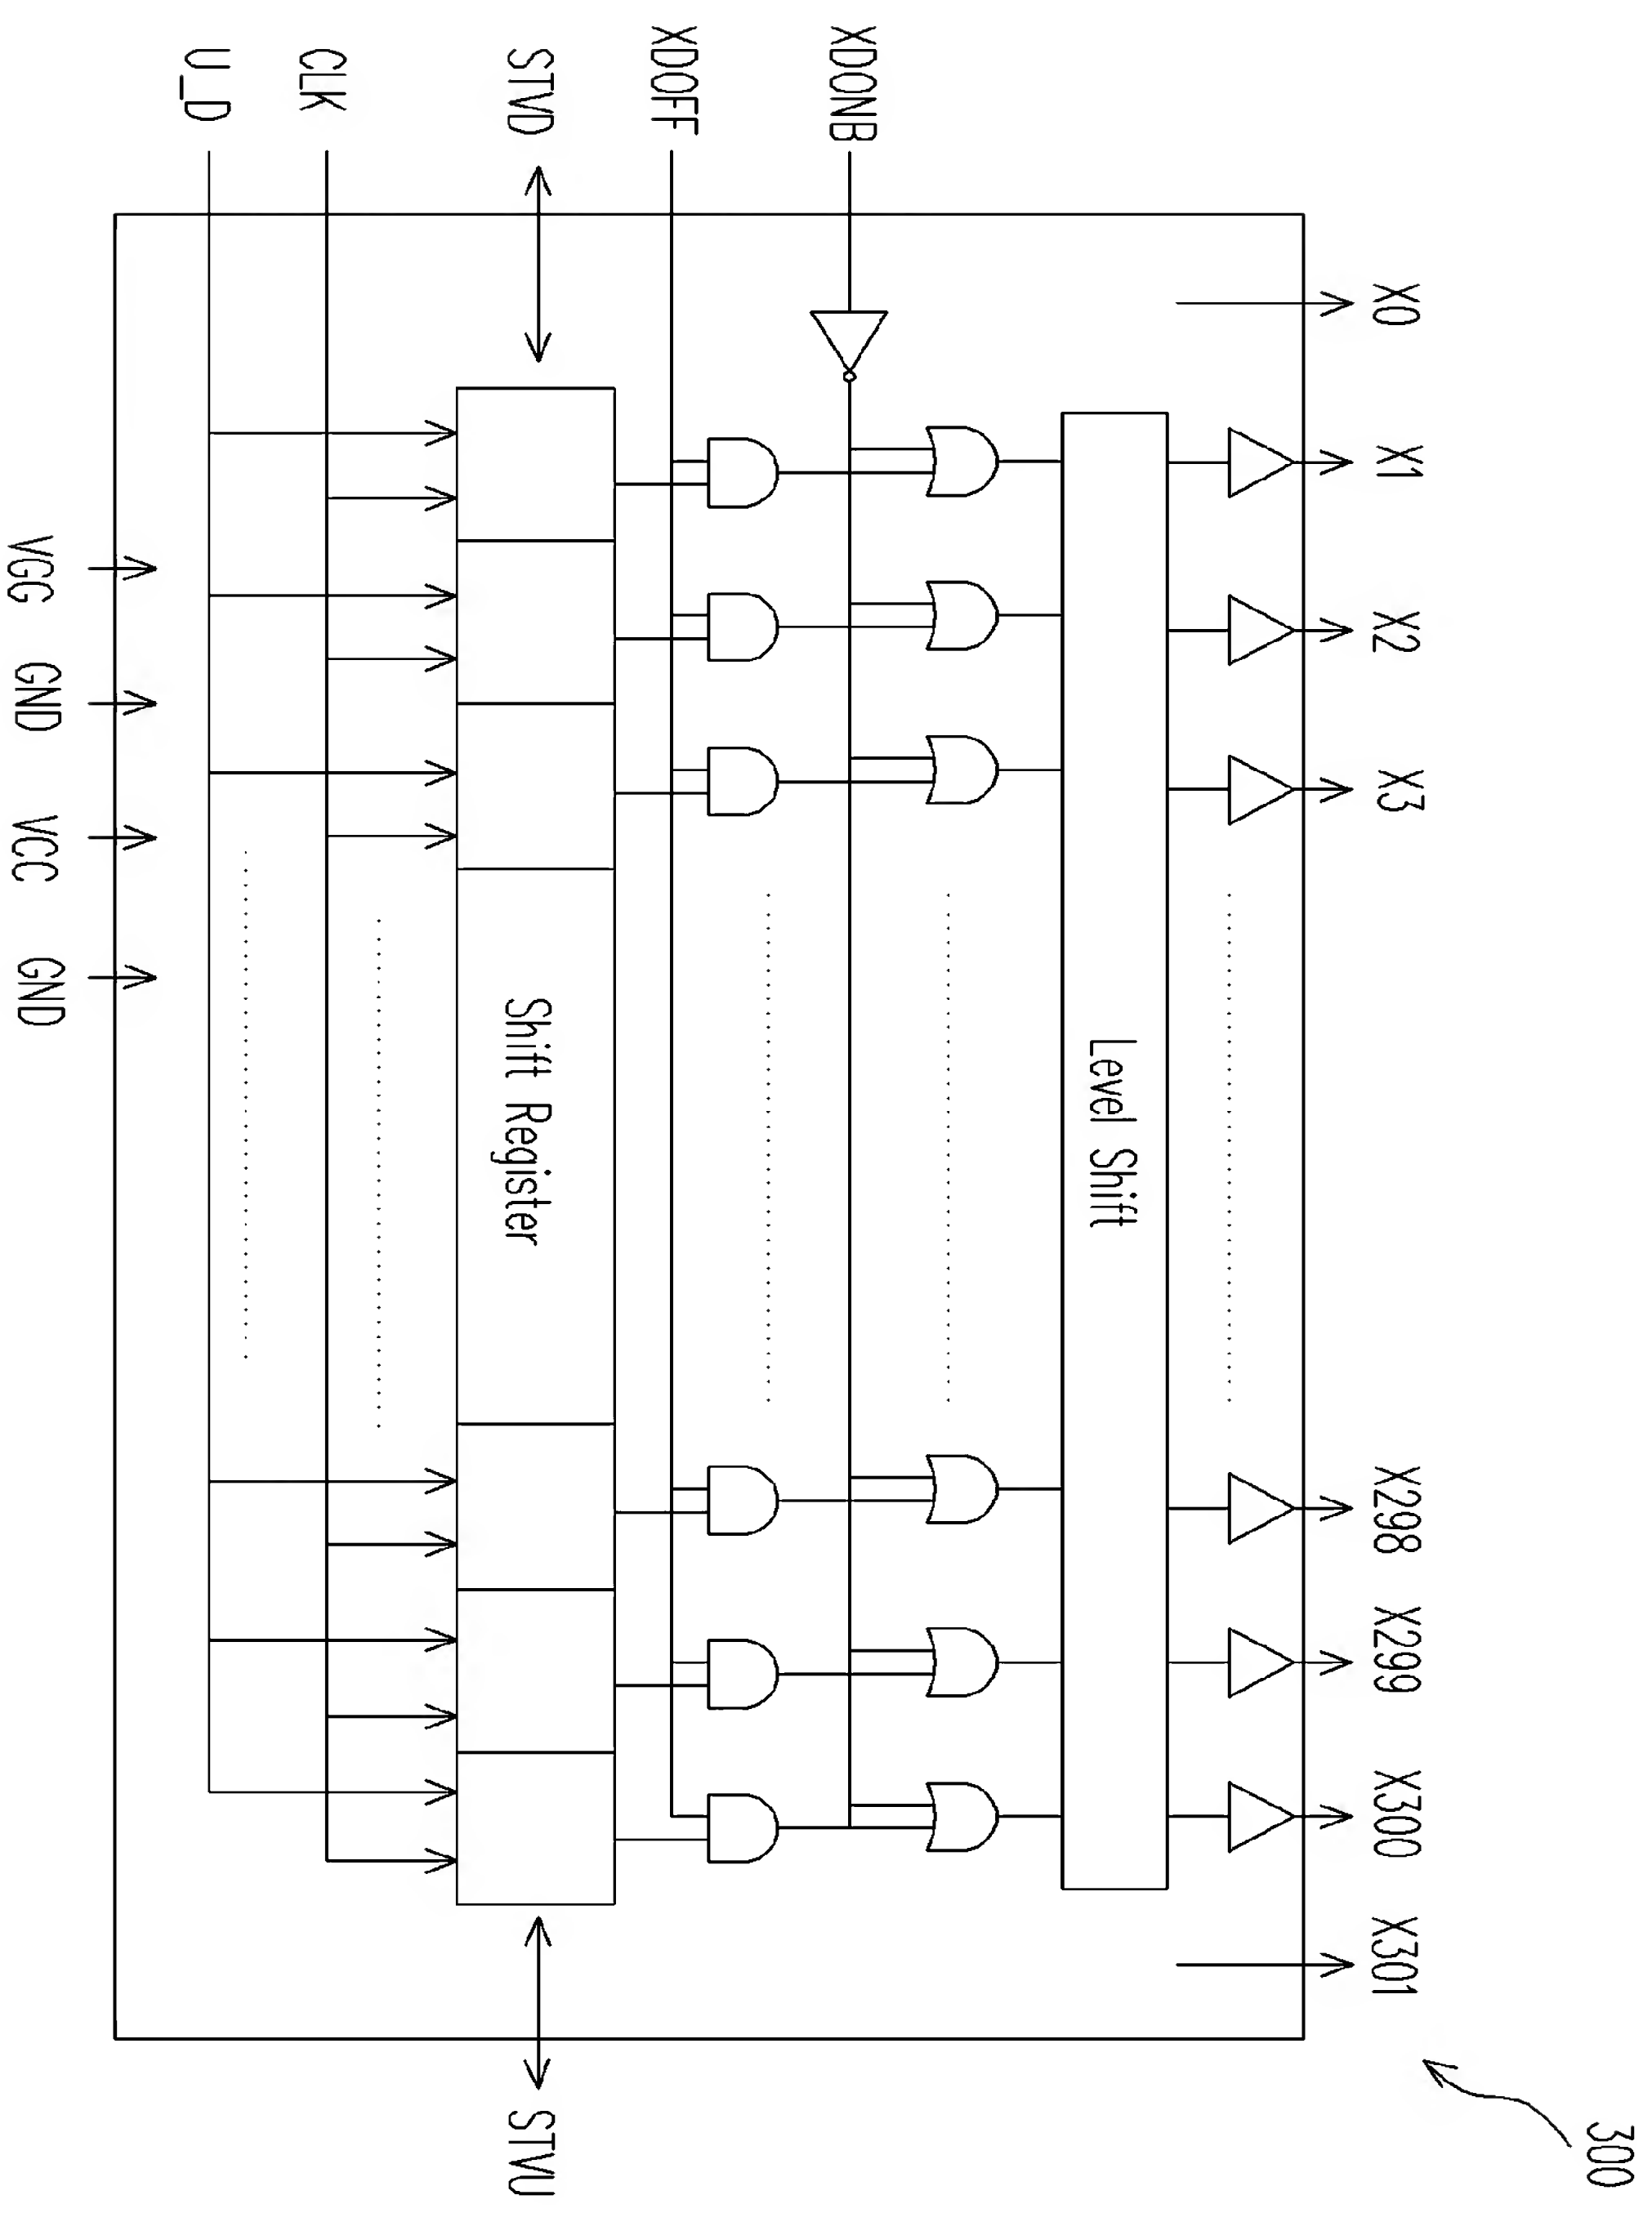 300
X0
X1
X2
X3
X298
X299
X300
X301
Level Shift
XDONB
XDOFF
STVD
Shift Register
STVU
CLK
U_D
VGG
GND
VCC
GND